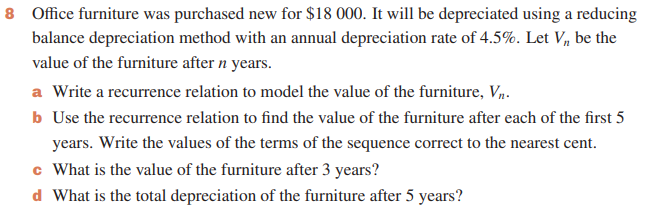 8 Office furniture was purchased new for $18 000. It will be depreciated using a reducing
balance depreciation method with an annual depreciation rate of 4.5%. Let Vₙ be the
value of the furniture after n years.
a Write a recurrence relation to model the value of the furniture, Vₙ.
b Use the recurrence relation to find the value of the furniture after each of the first 5
years. Write the values of the terms of the sequence correct to the nearest cent.
c What is the value of the furniture after 3 years?
d What is the total depreciation of the furniture after 5 years?